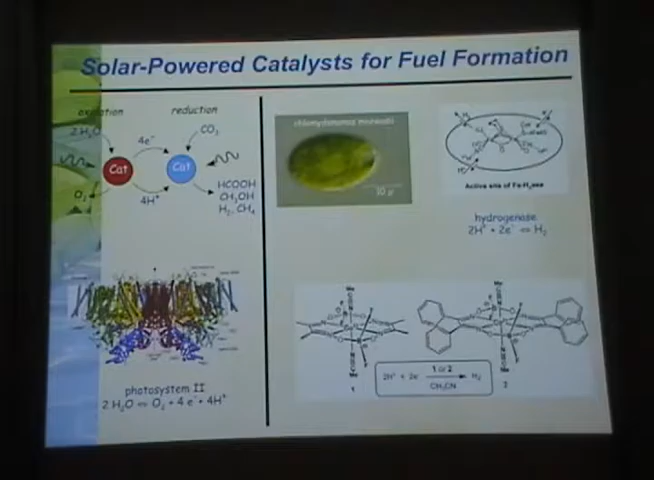 Solar-Powered Catalysts for Fuel Formation
oxidation
reduction
2 H₂O
4e⁻
CO₂
Cat
Cat
O₂
4H⁺
HCOOH
CH₃OH
H₂, CH₄
photosystem II
2 H₂O ⇌ O₂ + 4 e⁻ + 4H⁺
chlamydomonas moewusii
10 μ
Active site of Fe-H₂ase
hydrogenase
2H⁺ + 2e⁻ ⇌ H₂
1
2
2H⁺ + 2e⁻
1 or 2
CH₃CN
H₂